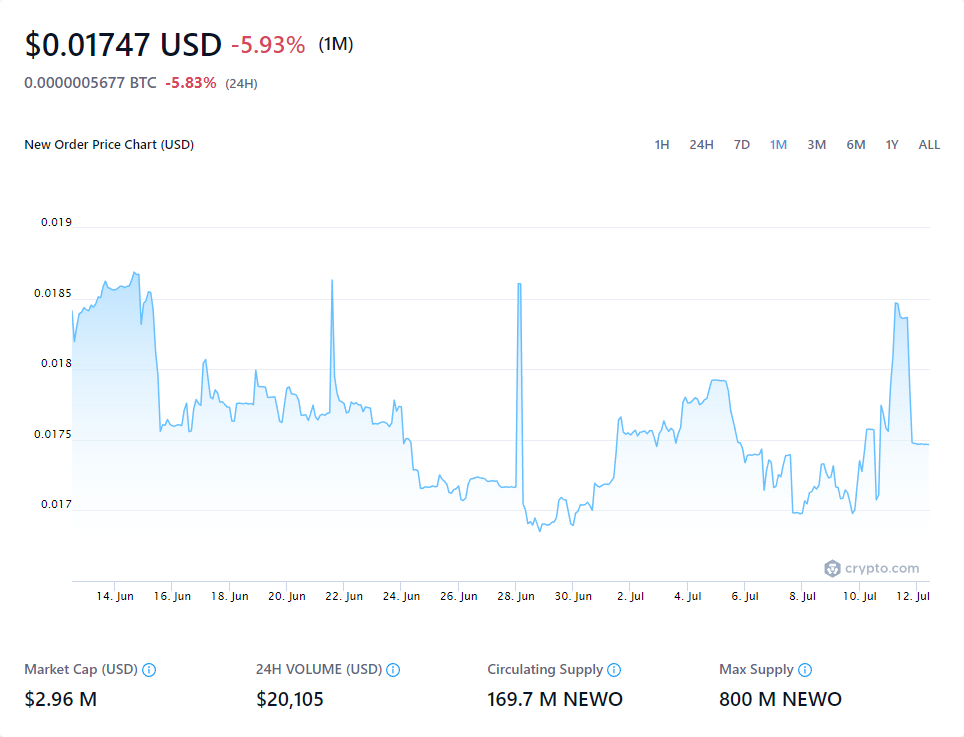 $0.01747 USD -5.93% (1M)
0.0000005677 BTC -5.83% (24H)
New Order Price Chart (USD) 1H 24H 7D 1M 3M 6M 1Y ALL
0.019
0.0185
0.018
0.0175
0.017
crypto.com
14. Jun 16. Jun 18. Jun 20. Jun 22. Jun 24. Jun 26. Jun 28. Jun 30. Jun 2. Jul 4. Jul 6. Jul 8. Jul 10. Jul 12. Jul
Market Cap (USD) 24H VOLUME (USD) Circulating Supply Max Supply
$2.96 M $20,105 169.7 M NEWO 800 M NEWO